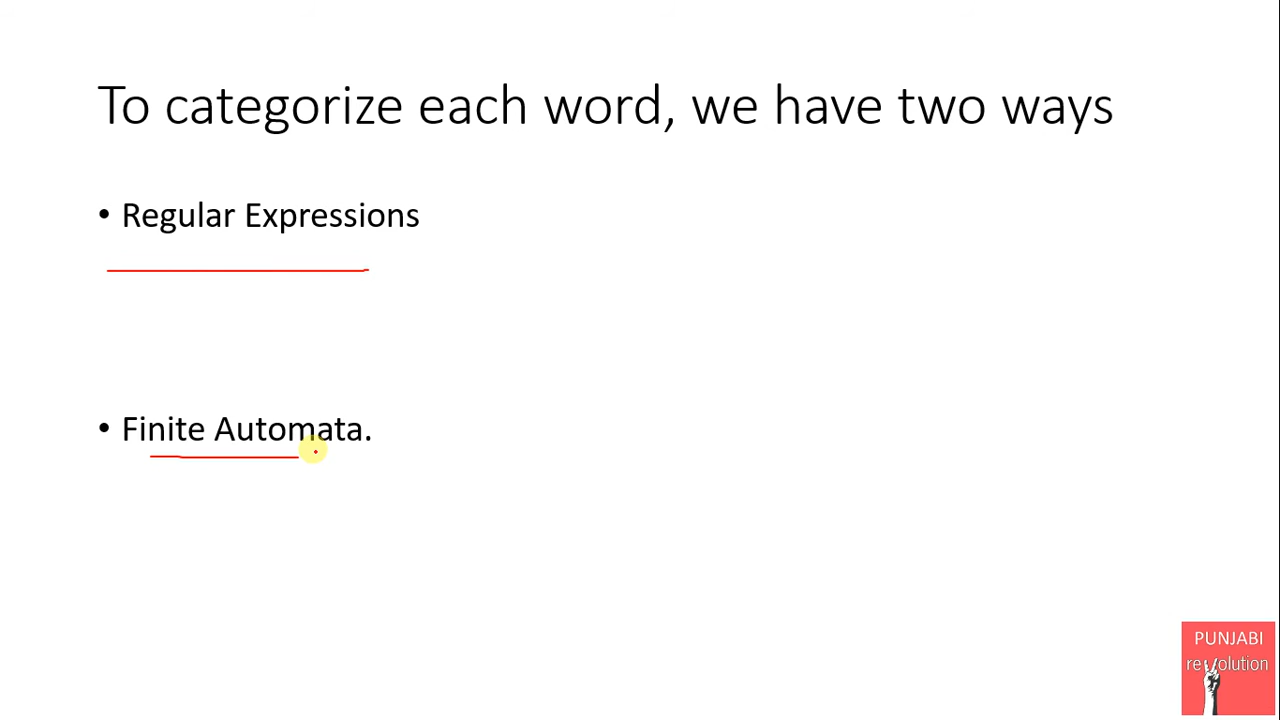 To categorize each word, we have two ways
• Regular Expressions
• Finite Automata.
PUNJABI
revolution